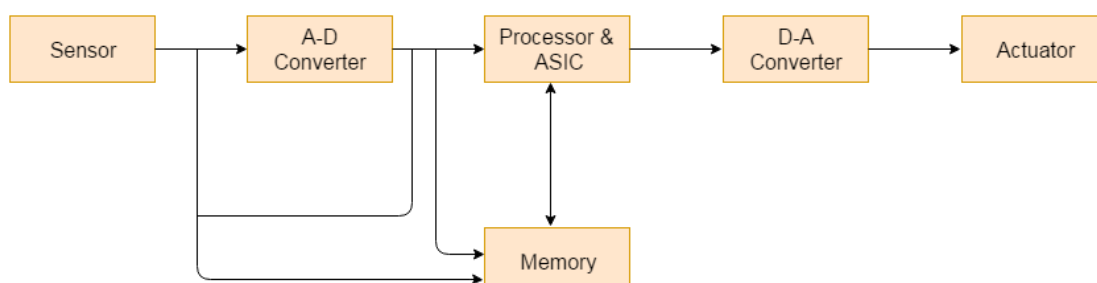 Sensor
A-D
Converter
Processor &
ASIC
D-A
Converter
Actuator
Memory